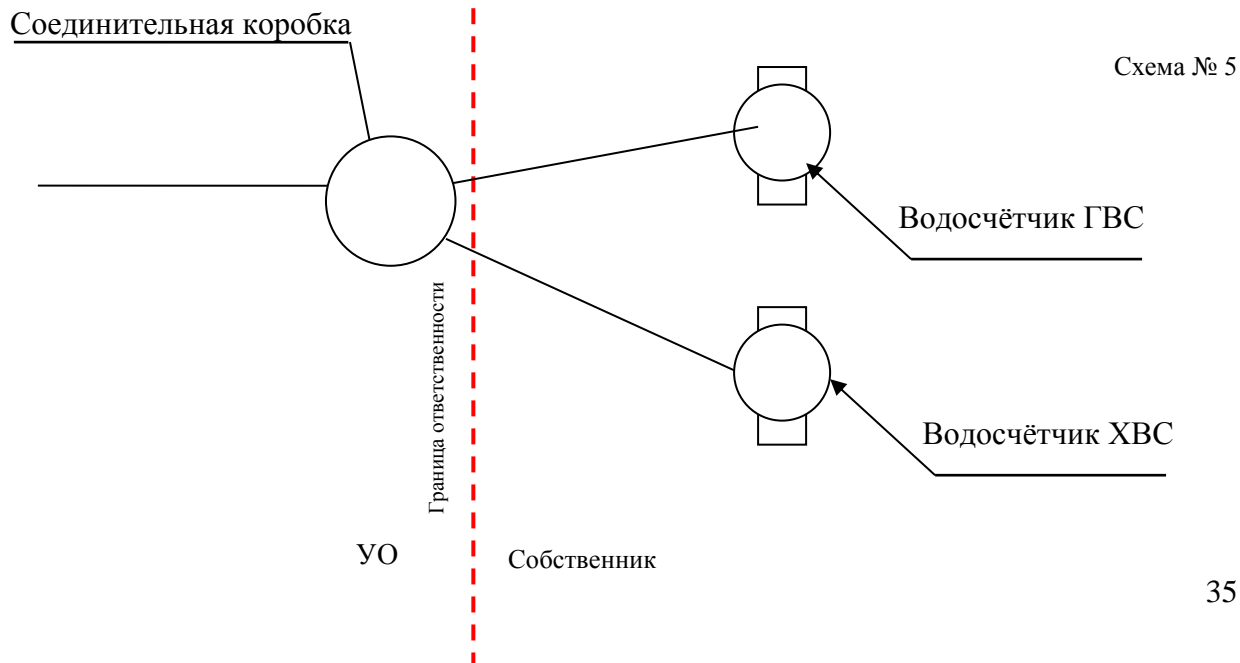 Соединительная коробка
Схема № 5
Водосчётчик ГВС
Граница ответственности
Водосчётчик ХВС
УО
Собственник
35